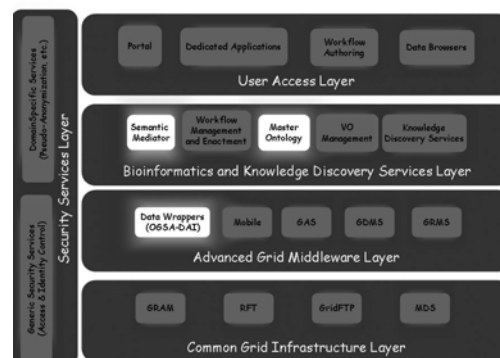 DomainSpecific Services
(Pseudo-Anonymization, etc.)
Generic Security Services
(Access & Identity Control)
Security Services Layer
Portal
Dedicated Applications
Workflow
Authoring
Data Browsers
User Access Layer
Semantic
Mediator
Workflow
Management
and Enactment
Master
Ontology
VO
Management
Knowledge
Discovery Services
Bioinformatics and Knowledge Discovery Services Layer
Data Wrappers
(OGSA-DAI)
Mobile
GAS
GDMS
GRMS
Advanced Grid Middleware Layer
GRAM
RFT
GridFTP
MDS
Common Grid Infrastructure Layer